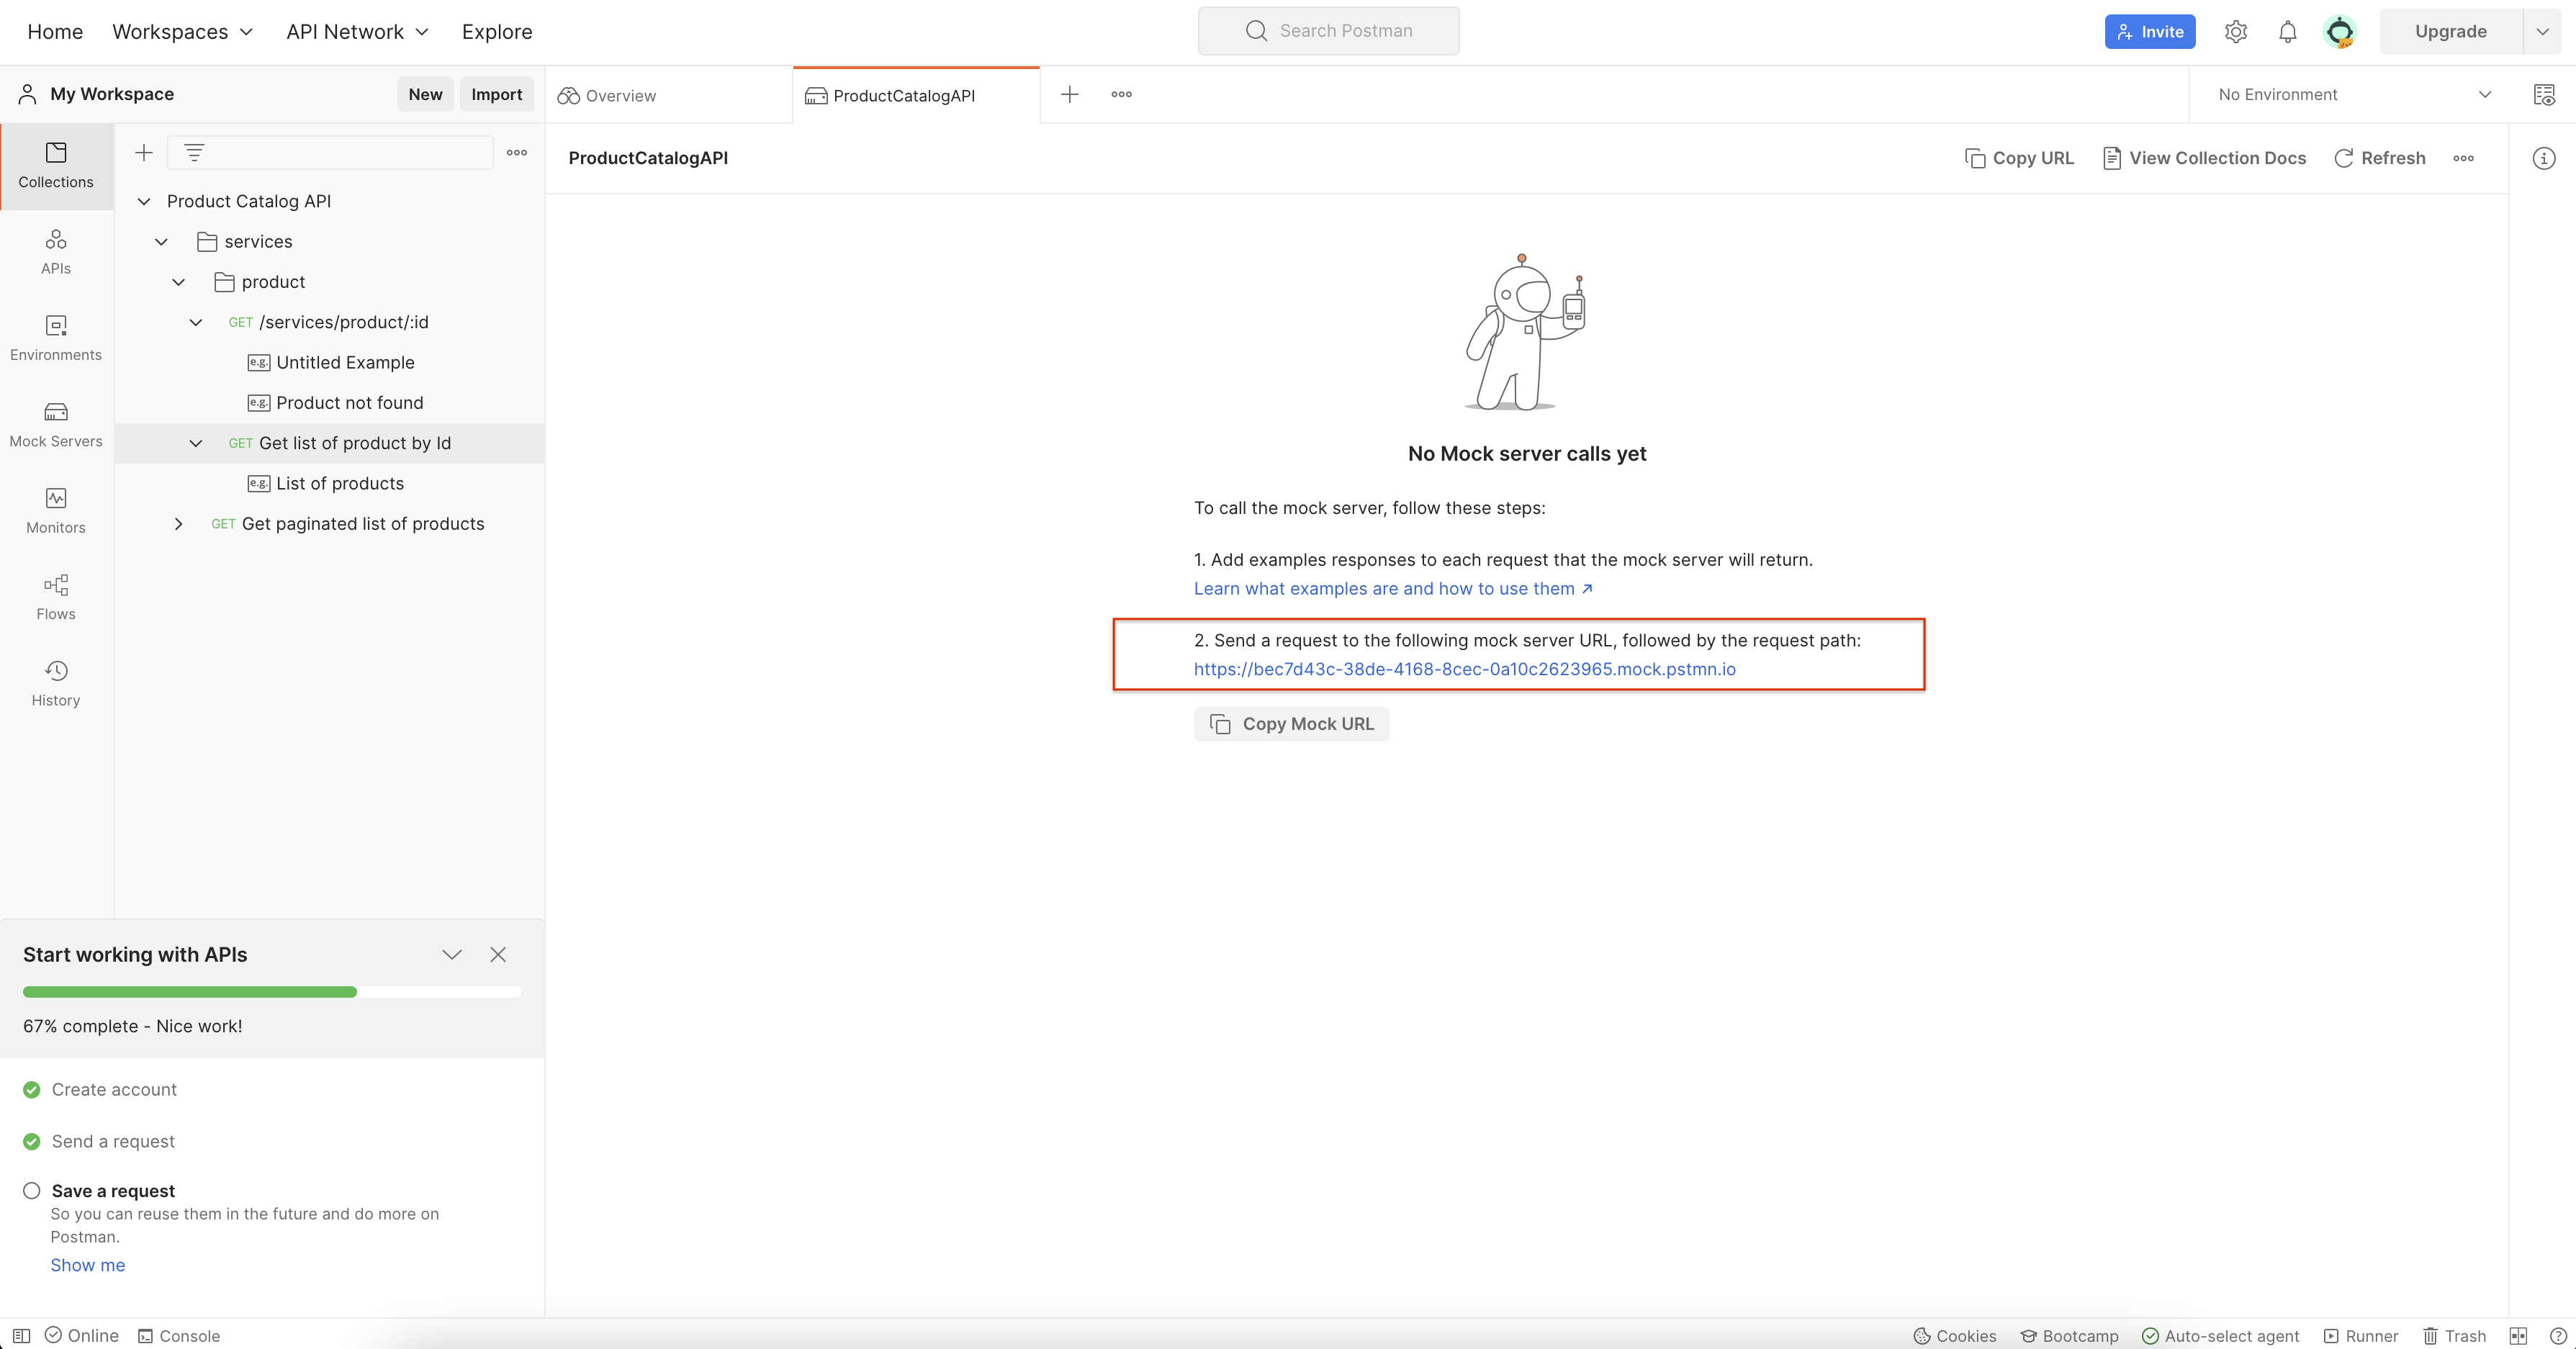 Home Workspaces API Network Explore Search Postman Invite Upgrade
My Workspace New Import Overview ProductCatalogAPI No Environment
Collections
APIs
Environments
Mock Servers
Monitors
Flows
History
Product Catalog API
services
product
GET /services/product/:id
e.g. Untitled Example
e.g. Product not found
GET Get list of product by Id
e.g. List of products
GET Get paginated list of products
ProductCatalogAPI Copy URL View Collection Docs Refresh
No Mock server calls yet
To call the mock server, follow these steps:
1. Add examples responses to each request that the mock server will return.
Learn what examples are and how to use them
2. Send a request to the following mock server URL, followed by the request path:
https://bec7d43c-38de-4168-8cec-0a10c2623965.mock.pstmn.io
Copy Mock URL
Start working with APIs
67% complete - Nice work!
Create account
Send a request
Save a request
So you can reuse them in the future and do more on
Postman.
Show me
Online Console Cookies Bootcamp Auto-select agent Runner Trash